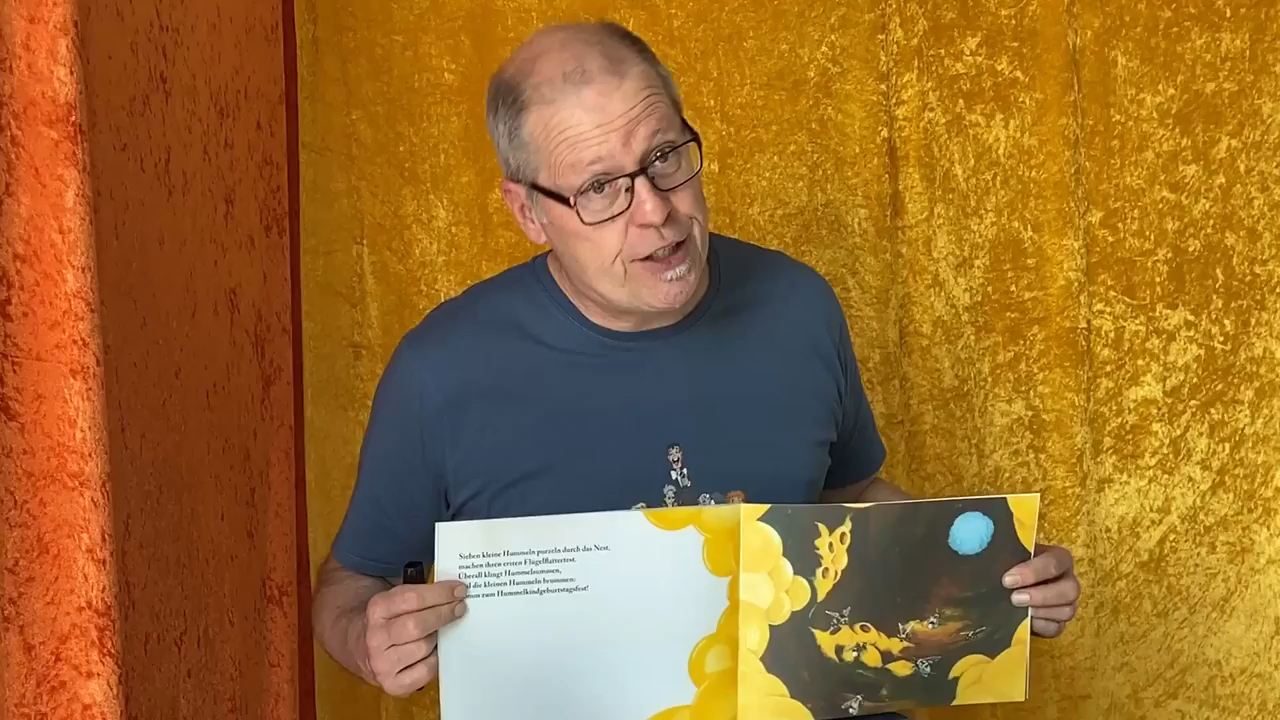 Sieben kleine Hummeln purzeln durch das Nest,
machen ihren ersten Flügelflatterfest.
Überall klingt Hummelsummen,
die kleinen Hummeln brummen:
zum Hummelkindgeburtstagsfest!